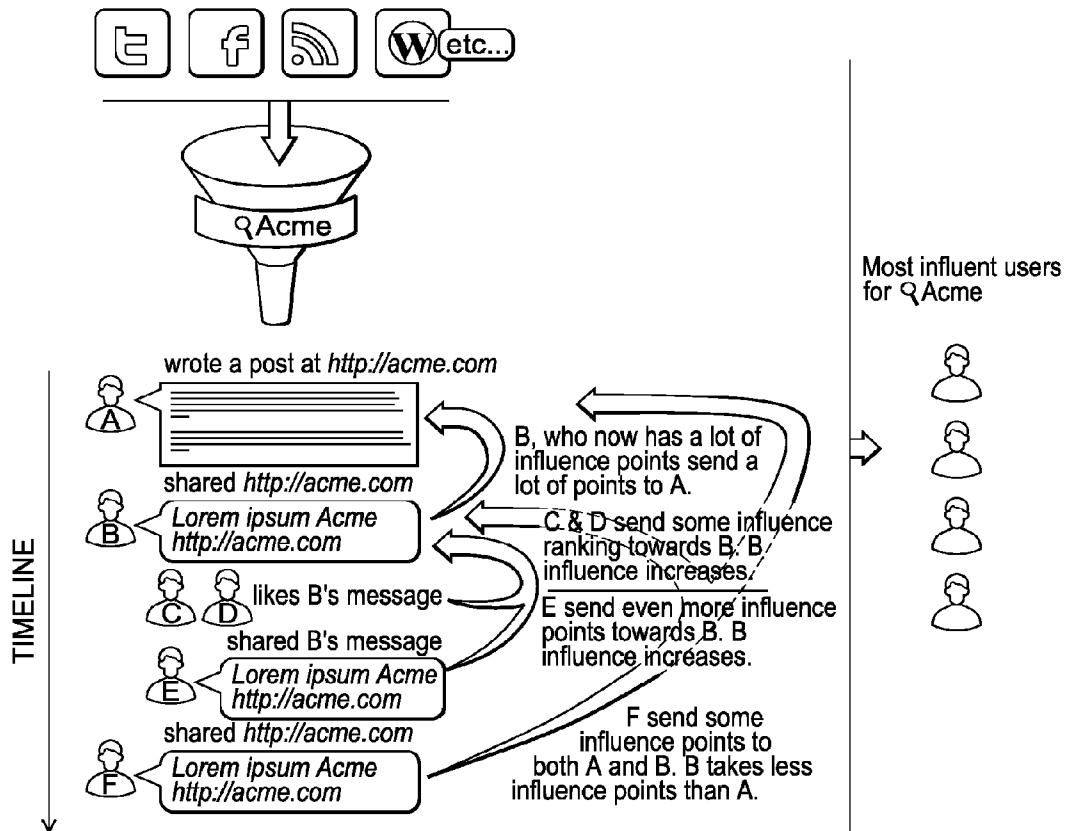 etc...
Acme
Most influent users
for Acme
TIMELINE
wrote a post at http://acme.com
A
shared http://acme.com
B
Lorem ipsum Acme
http://acme.com
B, who now has a lot of
influence points send a
lot of points to A.
C & D send some influence
ranking towards B. B
influence increases.
C D likes B's message
E send even more influence
points towards B. B
influence increases.
shared B's message
E
Lorem ipsum Acme
http://acme.com
shared http://acme.com
F
Lorem ipsum Acme
http://acme.com
F send some
influence points to
both A and B. B takes less
influence points than A.